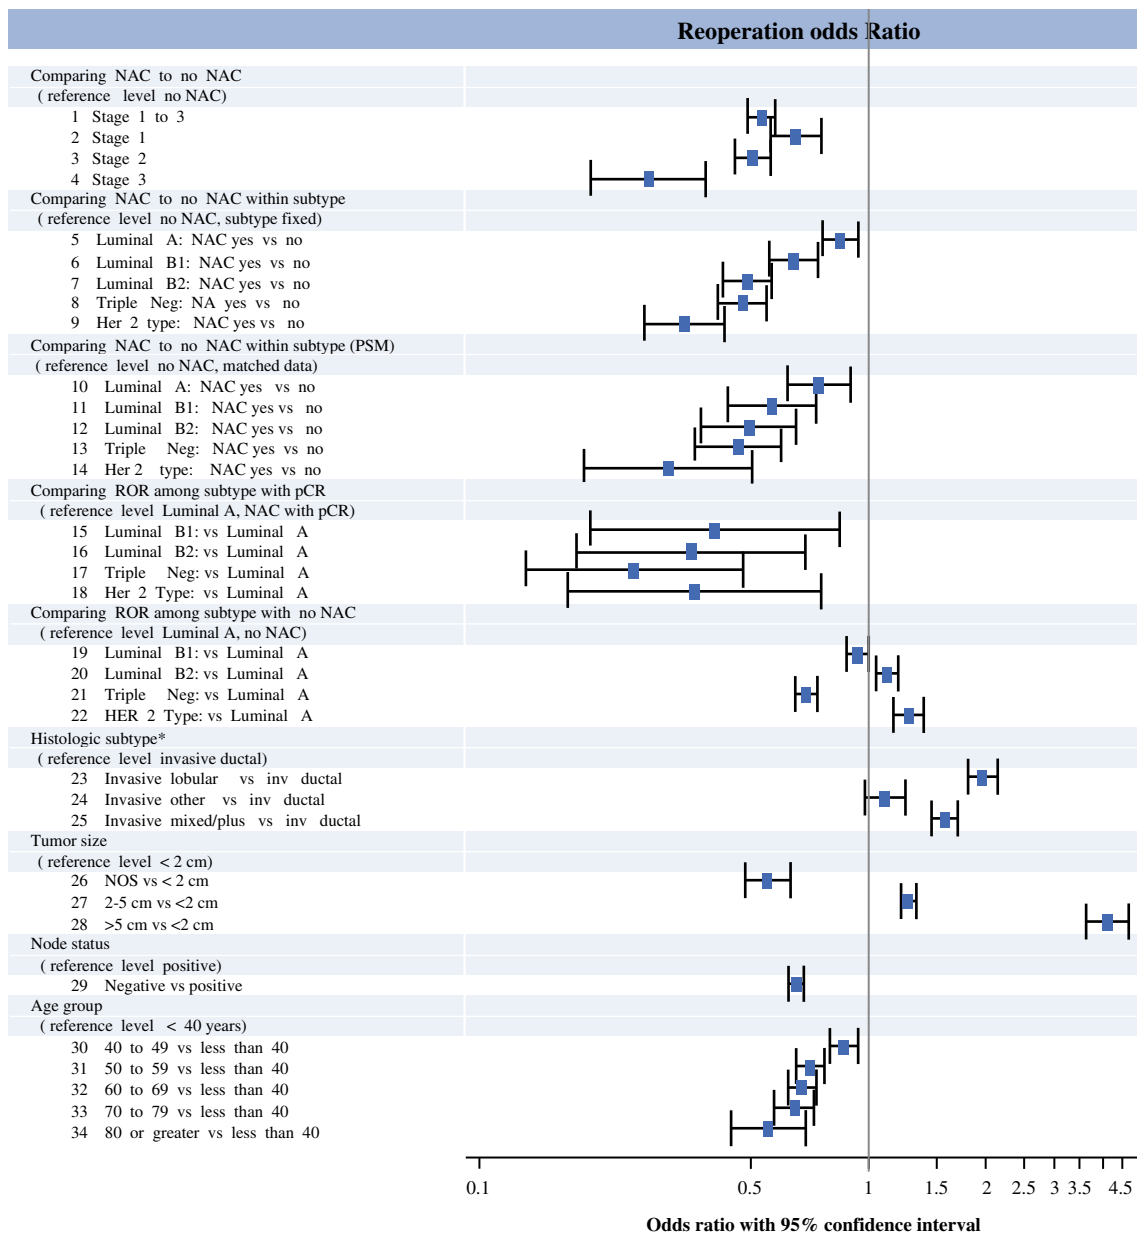 Reoperation odds Ratio
Comparing NAC to no NAC
( reference level no NAC)
1 Stage 1 to 3
2 Stage 1
3 Stage 2
4 Stage 3
Comparing NAC to no NAC within subtype
( reference level no NAC, subtype fixed)
5 Luminal A: NAC yes vs no
6 Luminal B1: NAC yes vs no
7 Luminal B2: NAC yes vs no
8 Triple Neg: NA yes vs no
9 Her 2 type: NAC yes vs no
Comparing NAC to no NAC within subtype (PSM)
( reference level no NAC, matched data)
10 Luminal A: NAC yes vs no
11 Luminal B1: NAC yes vs no
12 Luminal B2: NAC yes vs no
13 Triple Neg: NAC yes vs no
14 Her 2 type: NAC yes vs no
Comparing ROR among subtype with pCR
( reference level Luminal A, NAC with pCR)
15 Luminal B1: vs Luminal A
16 Luminal B2: vs Luminal A
17 Triple Neg: vs Luminal A
18 Her 2 Type: vs Luminal A
Comparing ROR among subtype with no NAC
( reference level Luminal A, no NAC)
19 Luminal B1: vs Luminal A
20 Luminal B2: vs Luminal A
21 Triple Neg: vs Luminal A
22 HER 2 Type: vs Luminal A
Histologic subtype*
( reference level invasive ductal)
23 Invasive lobular vs inv ductal
24 Invasive other vs inv ductal
25 Invasive mixed/plus vs inv ductal
Tumor size
( reference level < 2 cm)
26 NOS vs < 2 cm
27 2-5 cm vs <2 cm
28 >5 cm vs <2 cm
Node status
( reference level positive)
29 Negative vs positive
Age group
( reference level < 40 years)
30 40 to 49 vs less than 40
31 50 to 59 vs less than 40
32 60 to 69 vs less than 40
33 70 to 79 vs less than 40
34 80 or greater vs less than 40
0.1 0.5 1 1.5 2 2.5 3 3.5 4.5
Odds ratio with 95% confidence interval